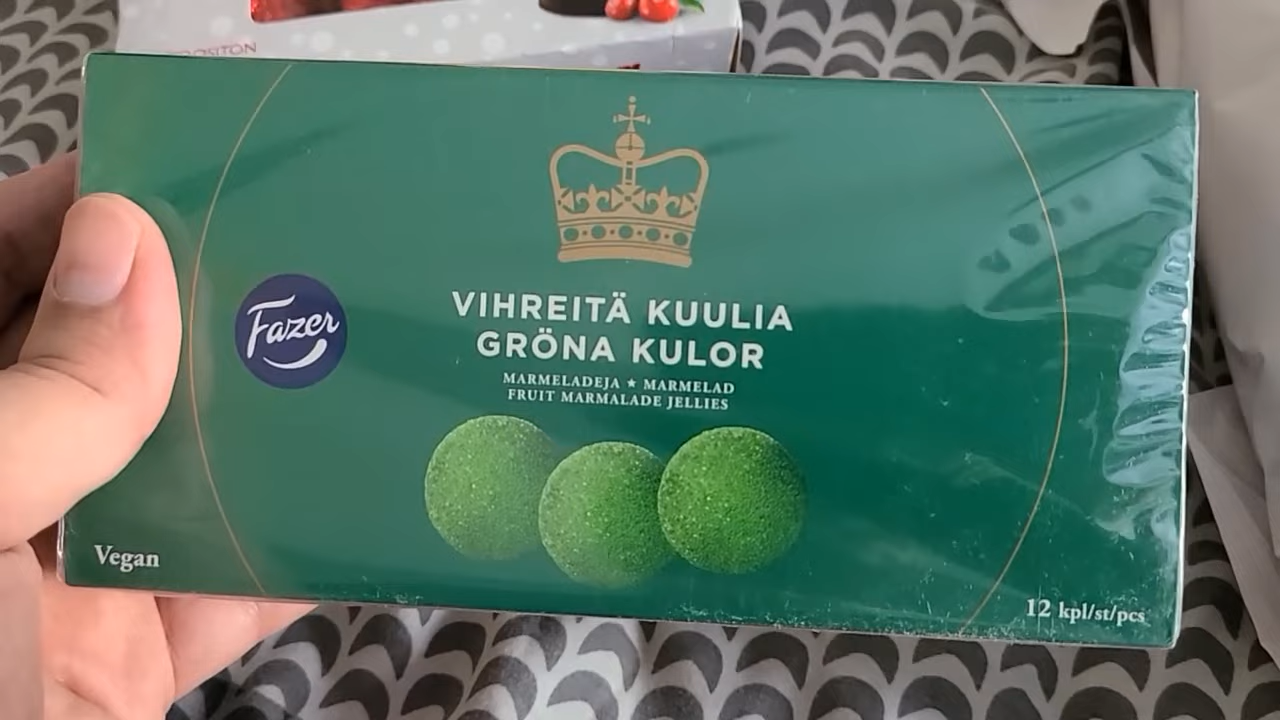 Fazer
VIHREITÄ KUULIA
GRÖNA KULOR
MARMELADEJA ★ MARMELAD
FRUIT MARMALADE JELLIES
Vegan
12 kpl/st/pcs